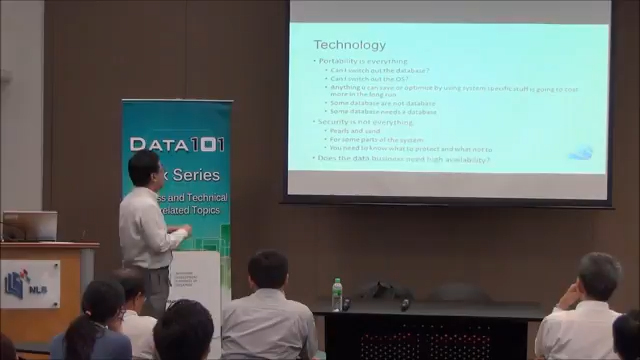 Technology
Portability is everything
Can I switch out the database?
Can I switch out the OS?
Anything u can save or optimize by using system specific stuff is going to cost
more in the long run
Some database are not database
Some database needs a database
Security is not everything
Pearls and sand
For some parts of the system
You need to know what to protect and what not to
Does the data business need high availability?
DATA101
k Series
ss and Technical
elated Topics
NLB